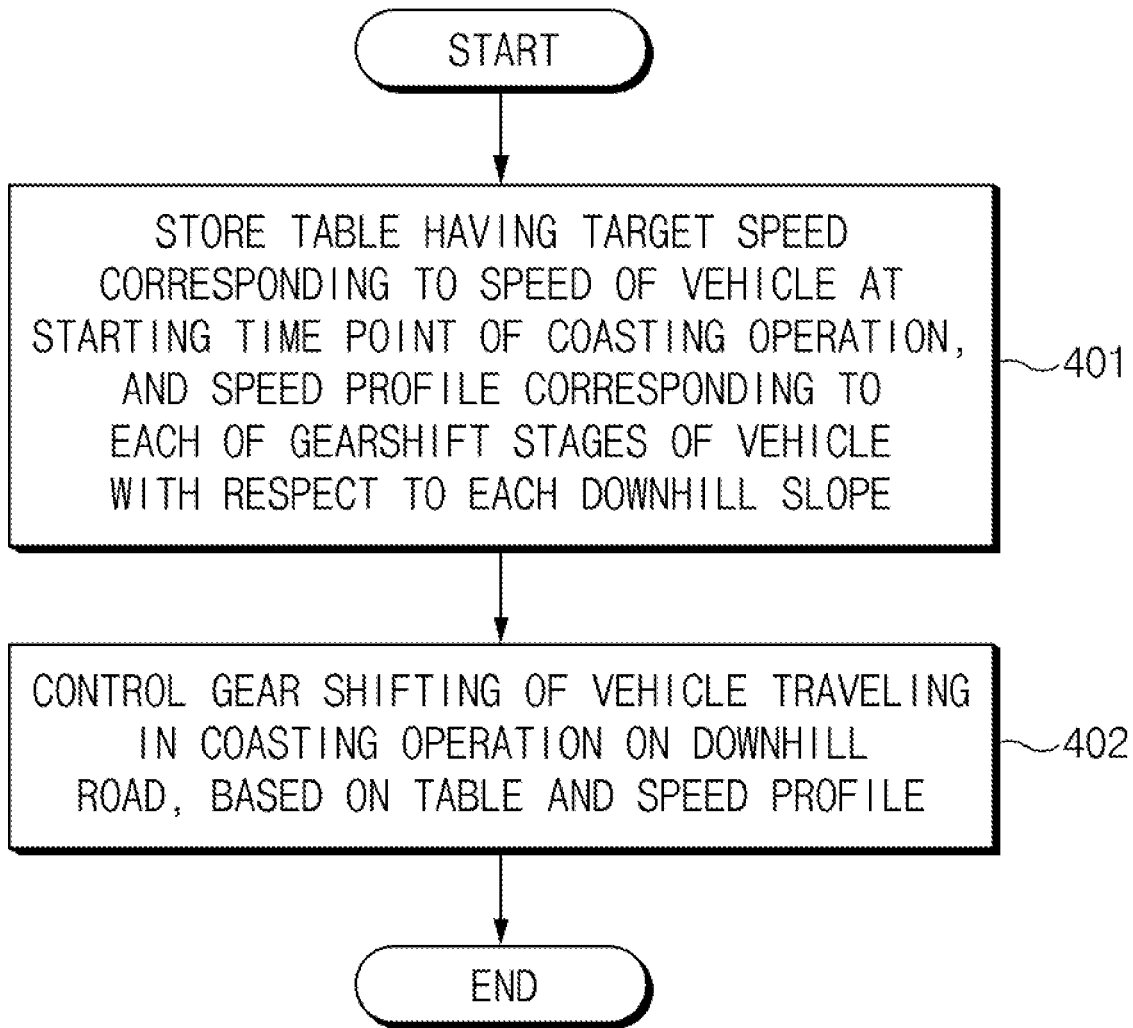 START
STORE TABLE HAVING TARGET SPEED
CORRESPONDING TO SPEED OF VEHICLE AT
STARTING TIME POINT OF COASTING OPERATION,
AND SPEED PROFILE CORRESPONDING TO
EACH OF GEARSHIFT STAGES OF VEHICLE
WITH RESPECT TO EACH DOWNHILL SLOPE
401
CONTROL GEAR SHIFTING OF VEHICLE TRAVELING
IN COASTING OPERATION ON DOWNHILL
ROAD, BASED ON TABLE AND SPEED PROFILE
402
END